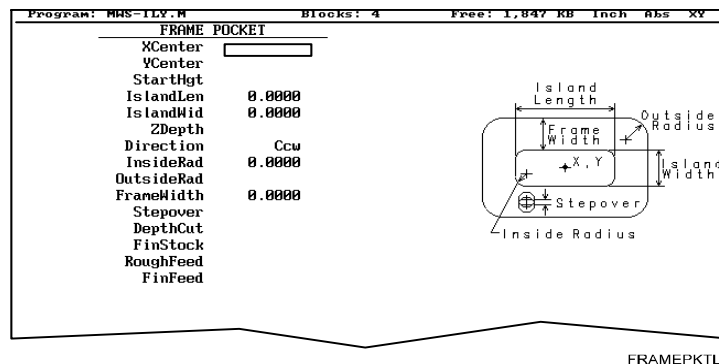 Program: MWS-ILY.M Blocks: 4 Free: 1,847 KB Inch Abs XY
FRAME POCKET
XCenter
YCenter
StartHgt
IslandLen 0.0000
IslandWid 0.0000
ZDepth
Direction Ccw
InsideRad 0.0000
OutsideRad
FrameWidth 0.0000
Stepover
DepthCut
FinStock
RoughFeed
FinFeed
Island
Length
Outside
Radius
Frame
Width
X, Y
Island
Width
Stepover
Inside Radius
FRAMEPKTL